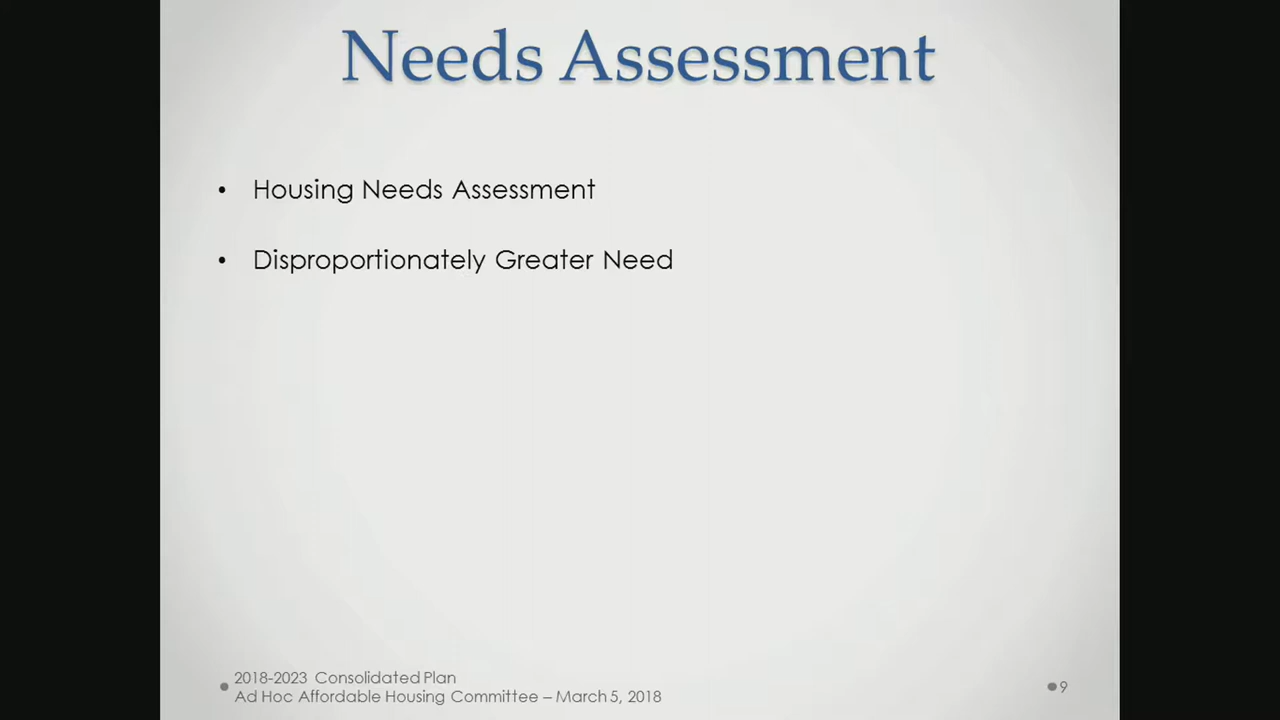 Needs Assessment
• Housing Needs Assessment
• Disproportionately Greater Need
2018-2023 Consolidated Plan
Ad Hoc Affordable Housing Committee – March 5, 2018
9